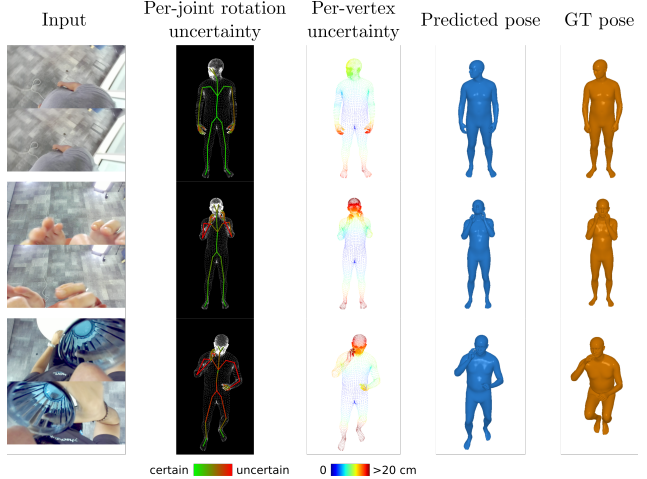 Input
Per-joint rotation
uncertainty
Per-vertex
uncertainty
Predicted pose
GT pose
certain
uncertain
0
>20 cm